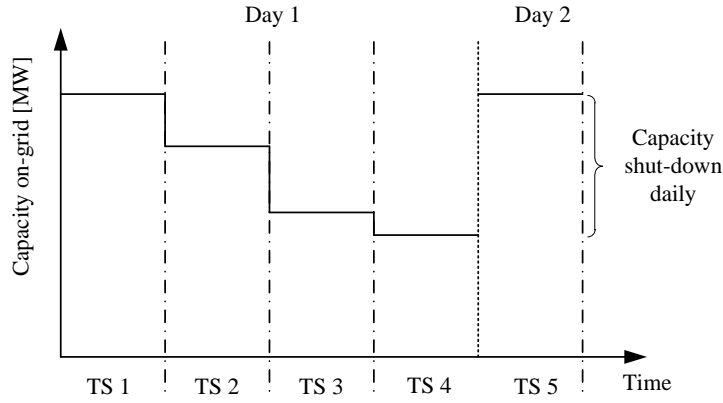 Day 1
Day 2
Capacity on-grid [MW]
Capacity
shut-down
daily
TS 1
TS 2
TS 3
TS 4
TS 5
Time